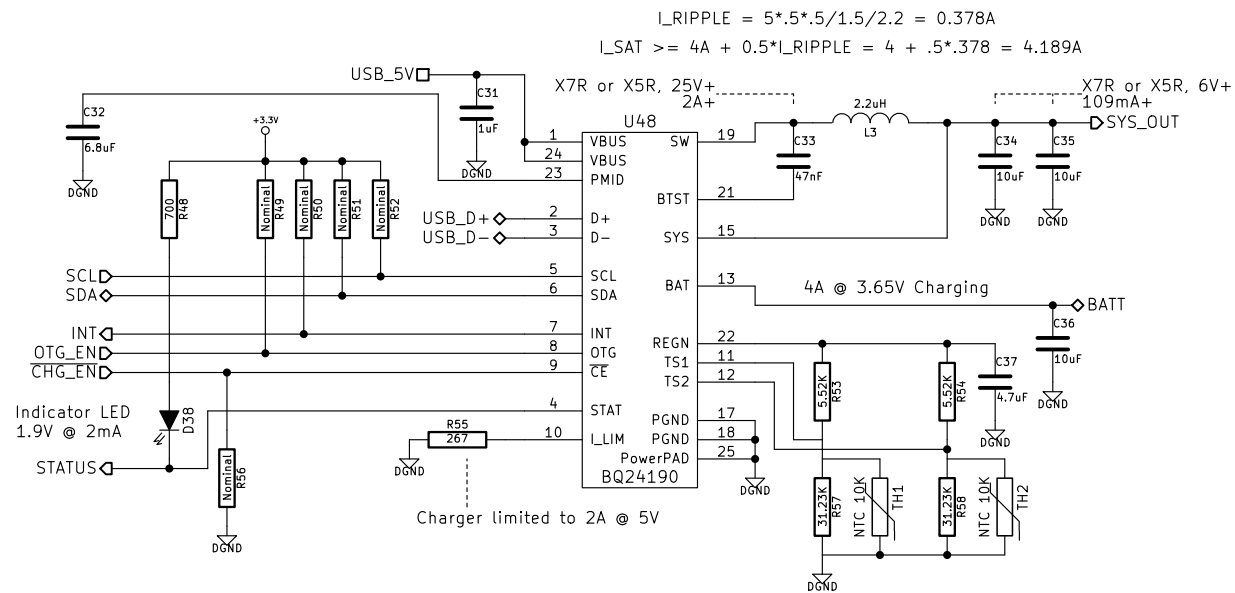 I_RIPPLE = 5*.5*.5/1.5/2.2 = 0.378A
I_SAT >= 4A + 0.5*I_RIPPLE = 4 + .5*.378 = 4.189A
USB_5V
X7R or X5R, 25V+
2A+
X7R or X5R, 6V+
109mA+
C32
6.8uF
DGND
C31
1uF
DGND
+3.3V
U48
1 VBUS
24 VBUS
23 PMID
2 D+
3 D-
5 SCL
6 SDA
7 INT
8 OTG
9 CE
4 STAT
10 I_LIM
SW 19
BTST 21
SYS 15
BAT 13
REGN 22
TS1 11
TS2 12
PGND 17
PGND 18
PowerPAD 25
BQ24190
2.2uH
L3
C33
47nF
C34
10uF
DGND
C35
10uF
DGND
SYS_OUT
700 R48
Nominal R49
Nominal R50
Nominal R51
Nominal R52
USB_D+
USB_D-
SCL
SDA
INT
OTG_EN
CHG_EN
4A @ 3.65V Charging
BATT
C36
10uF
DGND
5.52K R53
5.52K R54
C37
4.7uF
DGND
Indicator LED
1.9V @ 2mA
D38
STATUS
Nominal R56
DGND
R55
267
DGND
Charger limited to 2A @ 5V
DGND
31.23K R57
NTC 10K TH1
31.23K R58
NTC 10K TH2
DGND